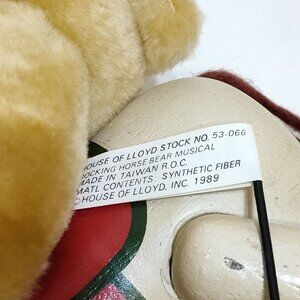 HOUSE OF LLOYD STOCK NO. 53-066
ROCKING HORSE BEAR MUSICAL
MADE IN TAIWAN R.O.C.
MATL CONTENTS: SYNTHETIC FIBER
©HOUSE OF LLOYD, INC. 1989